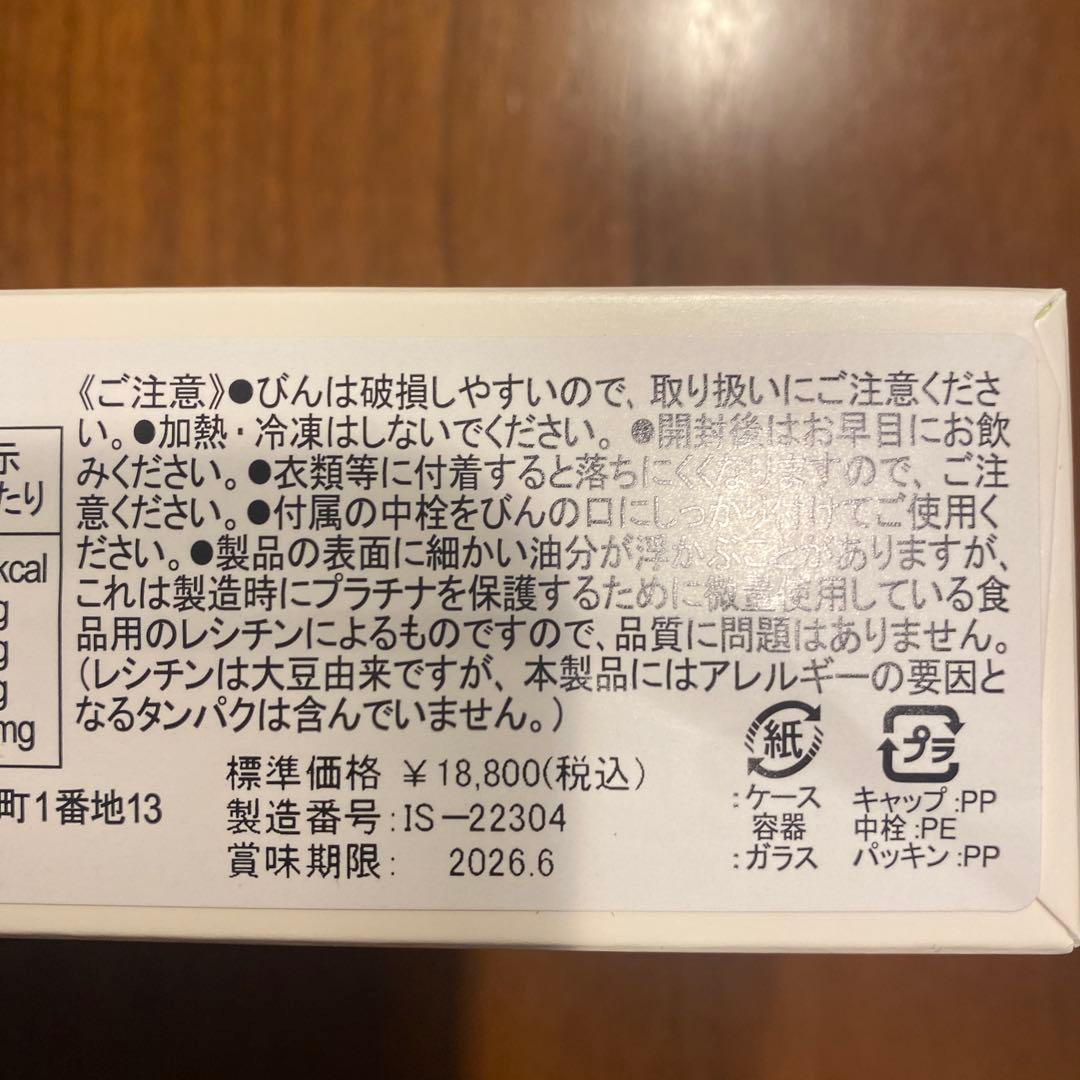 《ご注意》●びんは破損しやすいので、取り扱いにご注意くださ
い。●加熱・冷凍はしないでください。●開封後はお早目にお飲
みください。●衣類等に付着すると落ちにくくなりますので、ご注
意ください。●付属の中栓をびんの口にしっかり付けてご使用く
ださい。●製品の表面に細かい油分が浮かぶことがありますが、
これは製造時にプラチナを保護するために微量使用している食
品用のレシチンによるものですので、品質に問題はありません。
(レシチンは大豆由来ですが、本製品にはアレルギーの要因と
なるタンパクは含んでいません。)
示
たり
kcal
g
g
g
mg
町1番地13
標準価格 ¥18,800(税込)
製造番号:IS-22304
賞味期限: 2026.6
紙
:ケース
容器
:ガラス
プラ
キャップ:PP
中栓:PE
パッキン:PP